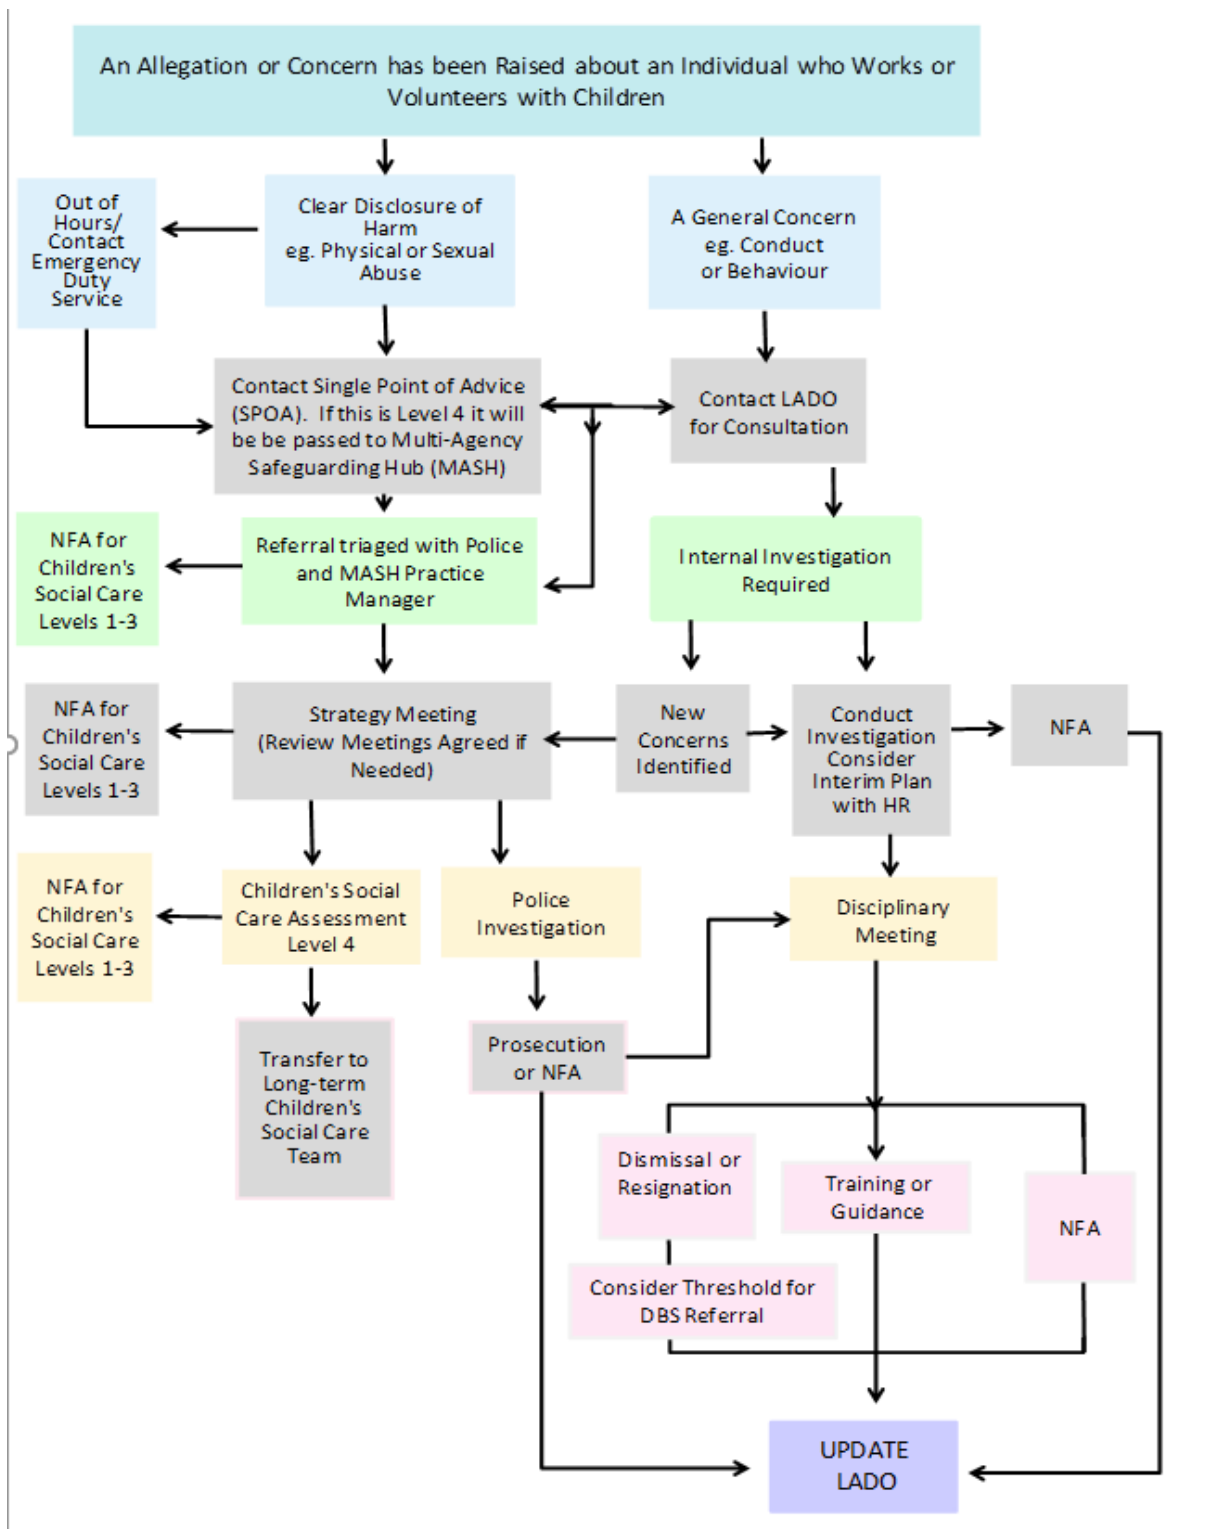 An Allegation or Concern has been Raised about an Individual who Works or
Volunteers with Children
Out of
Hours/
Contact
Emergency
Duty
Service
Clear Disclosure of
Harm
eg. Physical or Sexual
Abuse
A General Concern
eg. Conduct
or Behaviour
Contact Single Point of Advice
(SPOA). If this is Level 4 it will
be be passed to Multi-Agency
Safeguarding Hub (MASH)
Contact LADO
for Consultation
NFA for
Children's
Social Care
Levels 1-3
Referral triaged with Police
and MASH Practice
Manager
Internal Investigation
Required
NFA for
Children's
Social Care
Levels 1-3
Strategy Meeting
(Review Meetings Agreed if
Needed)
New
Concerns
Identified
Conduct
Investigation
Consider
Interim Plan
with HR
NFA
NFA for
Children's
Social Care
Levels 1-3
Children's Social
Care Assessment
Level 4
Police
Investigation
Disciplinary
Meeting
Transfer to
Long-term
Children's
Social Care
Team
Prosecution
or NFA
Dismissal or
Resignation
Training or
Guidance
NFA
Consider Threshold for
DBS Referral
UPDATE
LADO